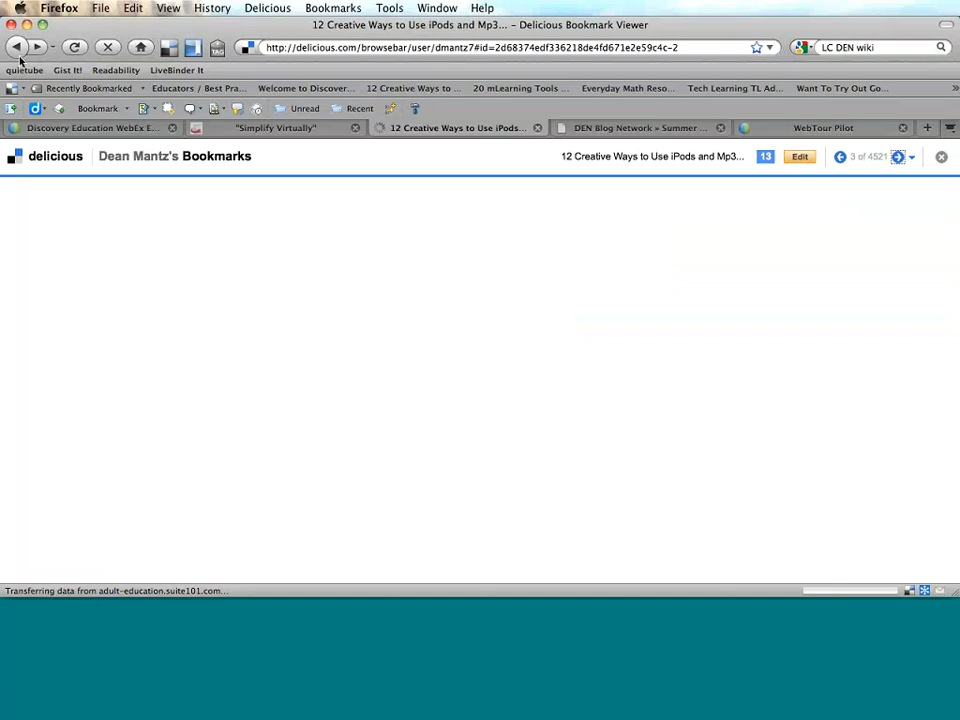 Firefox File Edit View History Delicious Bookmarks Tools Window Help
12 Creative Ways to Use iPods and Mp3... – Delicious Bookmark Viewer
http://delicious.com/browsebar/user/dmantz7#id=2d68374edf336218de4fd671e2e59c4c-2
LC DEN wiki
TAG
quietube Gist It! Readability LiveBinder It
Recently Bookmarked Educators / Best Pra... Welcome to Discover... 12 Creative Ways to ... 20 mLearning Tools ... Everyday Math Reso... Tech Learning TL Ad... Want To Try Out Go... »
Bookmark Unread Recent
Discovery Education WebEx E... "Simplify Virtually" 12 Creative Ways to Use iPods... DEN Blog Network » Summer ... WebTour Pilot
delicious Dean Mantz's Bookmarks 12 Creative Ways to Use iPods and Mp3... 13 Edit 3 of 4521
Transferring data from adult-education.suite101.com...